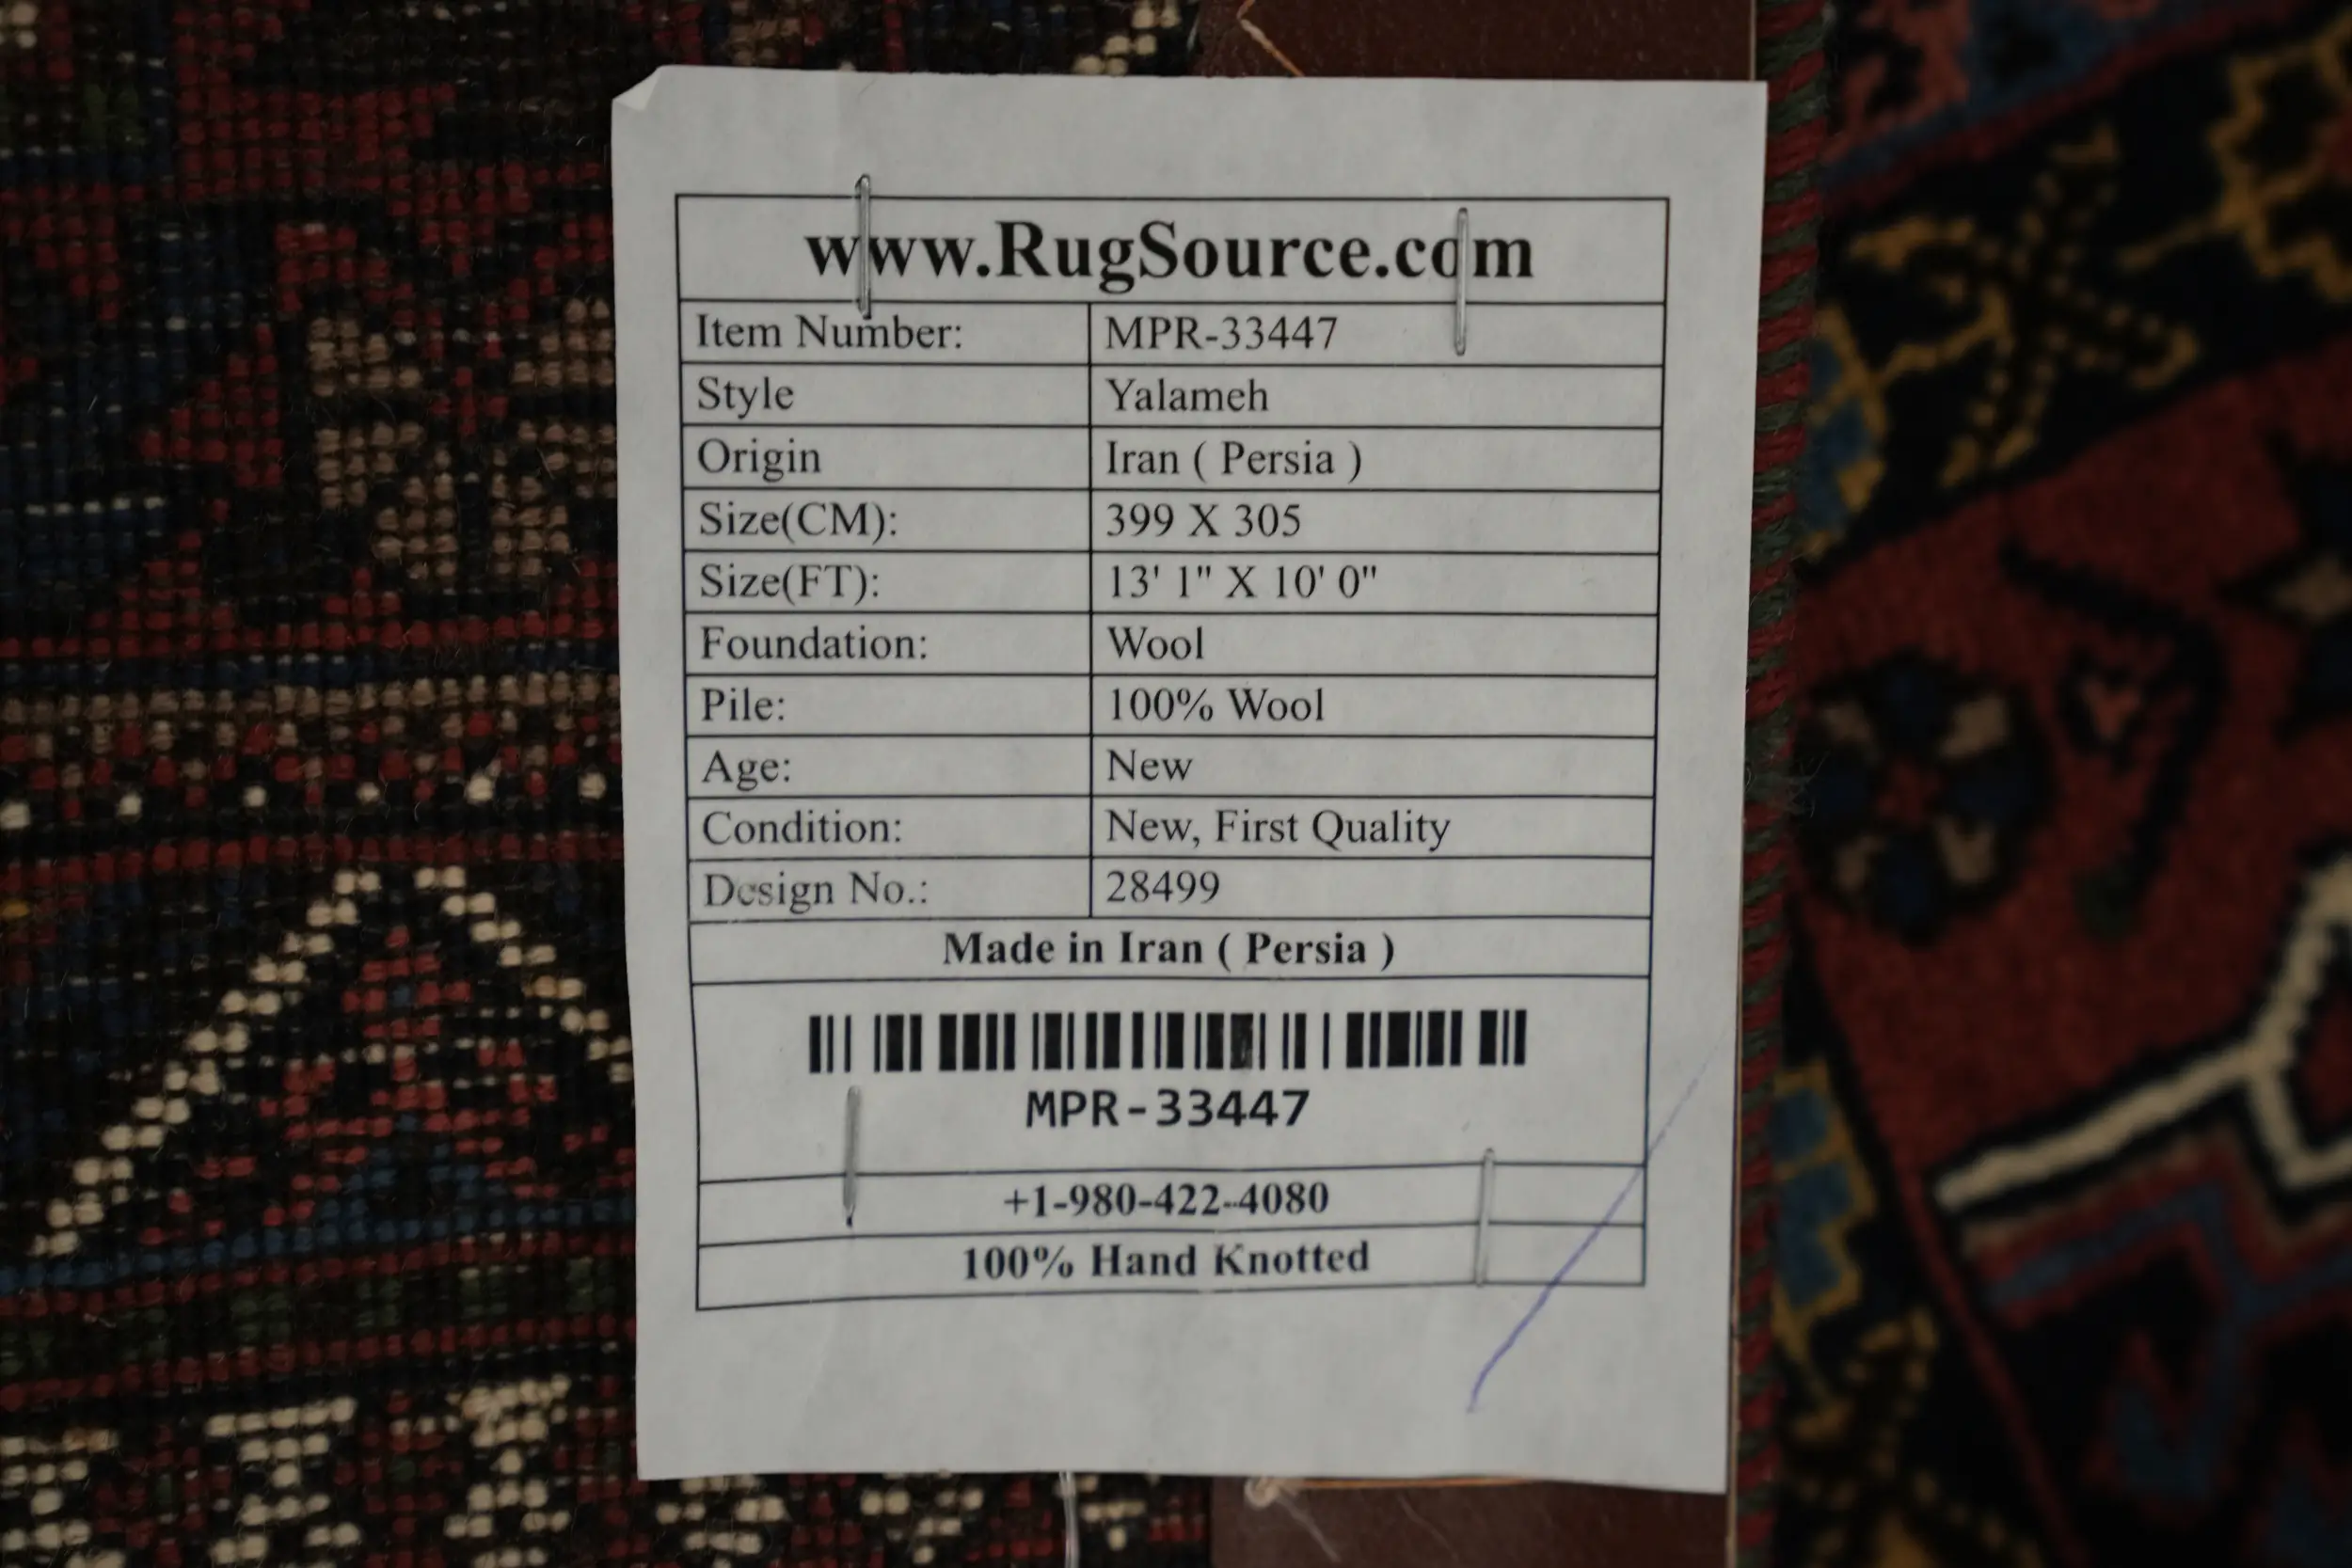 www.RugSource.com
Item Number: MPR-33447
Style Yalameh
Origin Iran ( Persia )
Size(CM): 399 X 305
Size(FT): 13' 1" X 10' 0"
Foundation: Wool
Pile: 100% Wool
Age: New
Condition: New, First Quality
Design No.: 28499
Made in Iran ( Persia )
MPR-33447
+1-980-422-4080
100% Hand Knotted